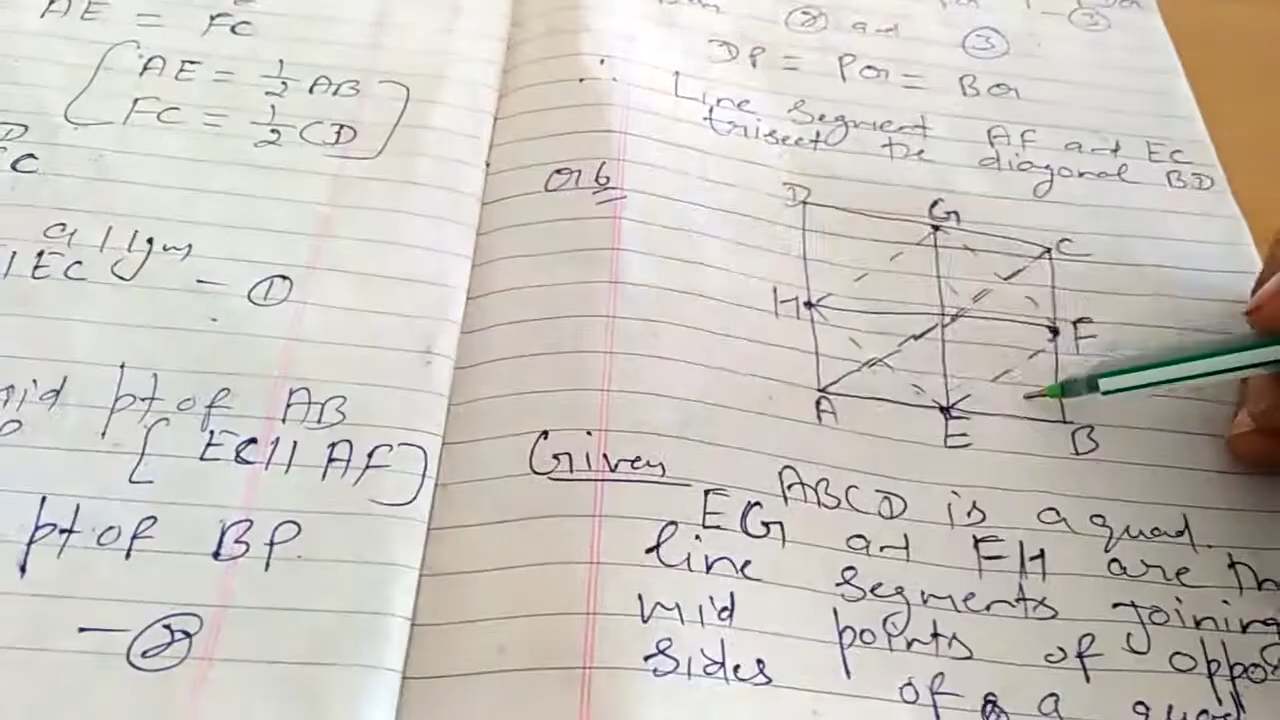 AE = FC
AE = 1/2 AB
FC = 1/2 CD
a ||gm
EC - ①
mid pt of AB
[ EC || AF ]
pt of BP.
- ②
② and ③
DP = PQ = BQ
∴ Line segment AF and EC
trisect the diagonal BD
Q6
D G C
H F
A E B
Given ABCD is a quad.
EG and FH are the
line segments joining
mid points of oppo
sides of a quad